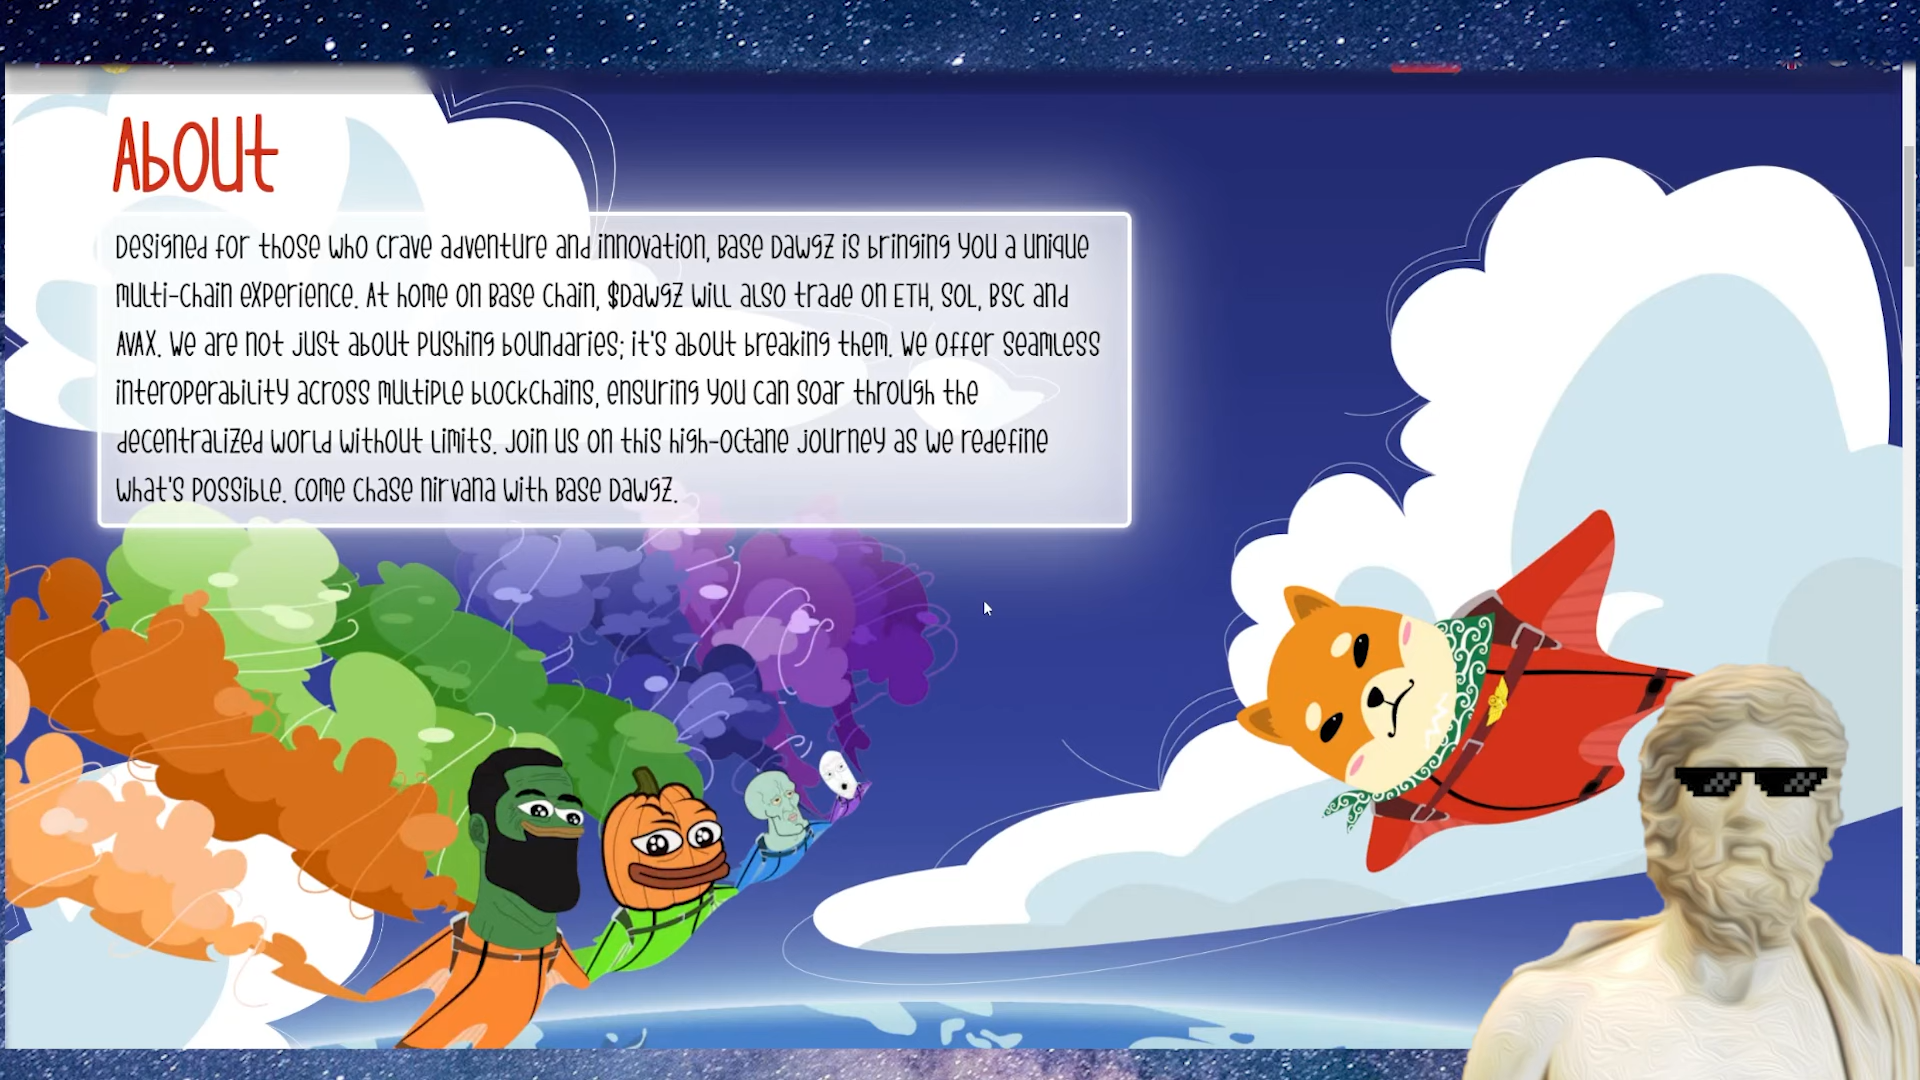 About
Designed for those who crave adventure and innovation, Base Dawgz is bringing you a unique
multi-chain experience. At home on Base Chain, $Dawgz will also trade on ETH, SOL, BSC and
AVAX. We are not just about pushing boundaries; it's about breaking them. We offer seamless
interoperability across multiple blockchains, ensuring you can soar through the
decentralized world without limits. Join us on this high-octane journey as we redefine
what's possible. Come chase nirvana with Base Dawgz.